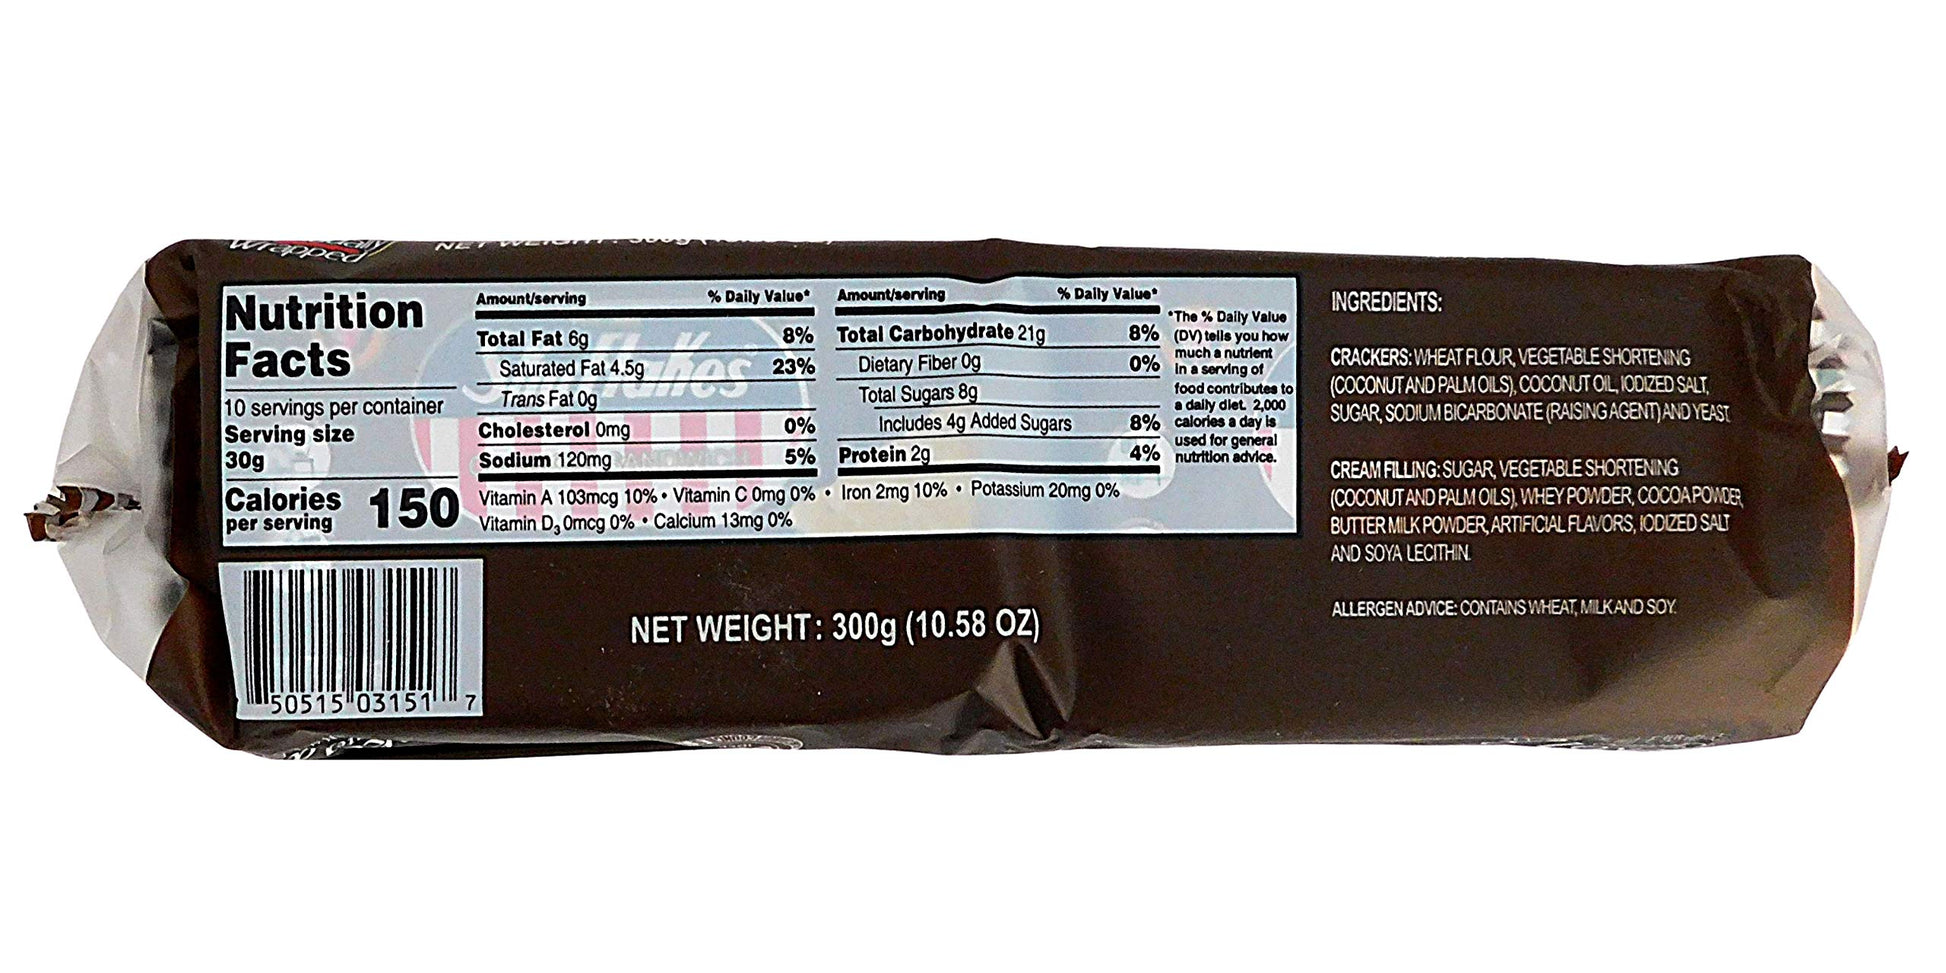 Wrapped
NET WEIGHT: 300g
Nutrition
Facts
10 servings per container
Serving size
30g
Calories
per serving
150
Amount/serving % Daily Value*
Total Fat 6g 8%
Saturated Fat 4.5g 23%
Trans Fat 0g
Cholesterol 0mg 0%
Sodium 120mg 5%
Amount/serving % Daily Value*
Total Carbohydrate 21g 8%
Dietary Fiber 0g 0%
Total Sugars 8g
Includes 4g Added Sugars 8%
Protein 2g 4%
Vitamin A 103mcg 10% • Vitamin C 0mg 0% • Iron 2mg 10% • Potassium 20mg 0%
Vitamin D₃ 0mcg 0% • Calcium 13mg 0%
*The % Daily Value
(DV) tells you how
much a nutrient
in a serving of
food contributes to
a daily diet. 2,000
calories a day is
used for general
nutrition advice.
INGREDIENTS:
CRACKERS: WHEAT FLOUR, VEGETABLE SHORTENING
(COCONUT AND PALM OILS), COCONUT OIL, IODIZED SALT,
SUGAR, SODIUM BICARBONATE (RAISING AGENT) AND YEAST
CREAM FILLING: SUGAR, VEGETABLE SHORTENING
(COCONUT AND PALM OILS), WHEY POWDER, COCOA POWDER,
BUTTER MILK POWDER, ARTIFICIAL FLAVORS, IODIZED SALT
AND SOYA LECITHIN.
ALLERGEN ADVICE: CONTAINS WHEAT, MILK AND SOY.
NET WEIGHT: 300g (10.58 OZ)
50515 03151 7